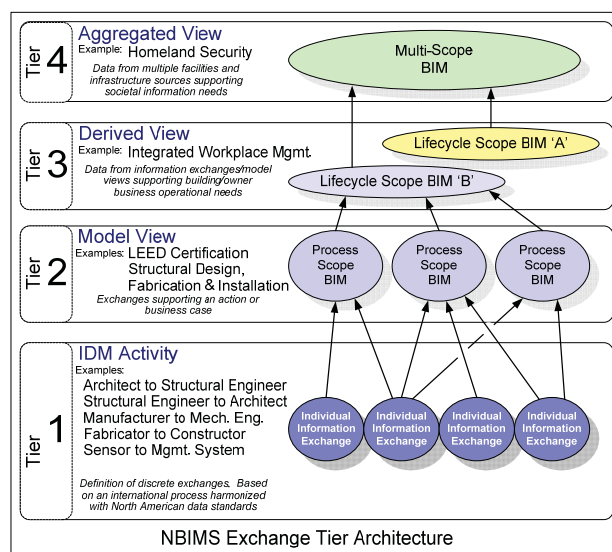 Tier 4
Aggregated View
Example: Homeland Security
Data from multiple facilities and
infrastructure sources supporting
societal information needs
Multi-Scope
BIM
Tier 3
Derived View
Example: Integrated Workplace Mgmt.
Data from information exchanges/model
views supporting building/owner
business operational needs
Lifecycle Scope BIM 'A'
Lifecycle Scope BIM 'B'
Tier 2
Model View
Examples: LEED Certification
Structural Design,
Fabrication & Installation
Exchanges supporting an action or
business case
Process
Scope
BIM
Process
Scope
BIM
Process
Scope
BIM
Tier 1
IDM Activity
Examples:
Architect to Structural Engineer
Structural Engineer to Architect
Manufacturer to Mech. Eng.
Fabricator to Constructor
Sensor to Mgmt. System
Definition of discrete exchanges. Based
on an international process harmonized
with North American data standards
Individual
Information
Exchange
Individual
Information
Exchange
Individual
Information
Exchange
Individual
Information
Exchange
NBIMS Exchange Tier Architecture